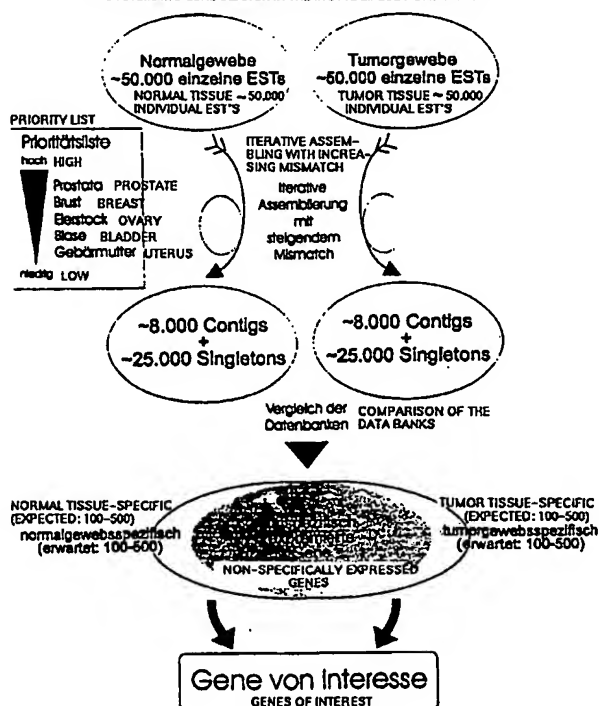 Normalgewebe
~50.000 einzelne ESTs
NORMAL TISSUE ~ 50.000
INDIVIDUAL EST'S
Tumorgewebe
~50.000 einzelne ESTs
TUMOR TISSUE ~ 50.000
INDIVIDUAL EST'S
PRIORITY LIST
Prioritätsliste
hoch HIGH
Prostata PROSTATE
Brust BREAST
Eierstock OVARY
Blase BLADDER
Gebärmutter UTERUS
niedrig LOW
ITERATIVE ASSEM-
BLING WITH INCREA-
SING MISMATCH
Iterative
Assemblierung
mit
steigendem
Mismatch
~8.000 Contigs
+
~25.000 Singletons
~8.000 Contigs
+
~25.000 Singletons
Vergleich der
Datenbanken
COMPARISON OF THE
DATA BANKS
NORMAL TISSUE-SPECIFIC
(EXPECTED: 100-500)
normalgewebsspezifisch
(erwartet: 100-500)
NON-SPECIFICALLY EXPRESSED
GENES
TUMOR TISSUE-SPECIFIC
(EXPECTED: 100-500)
tumorgewebsspezifisch
(erwartet: 100-500)
Gene von Interesse
GENES OF INTEREST